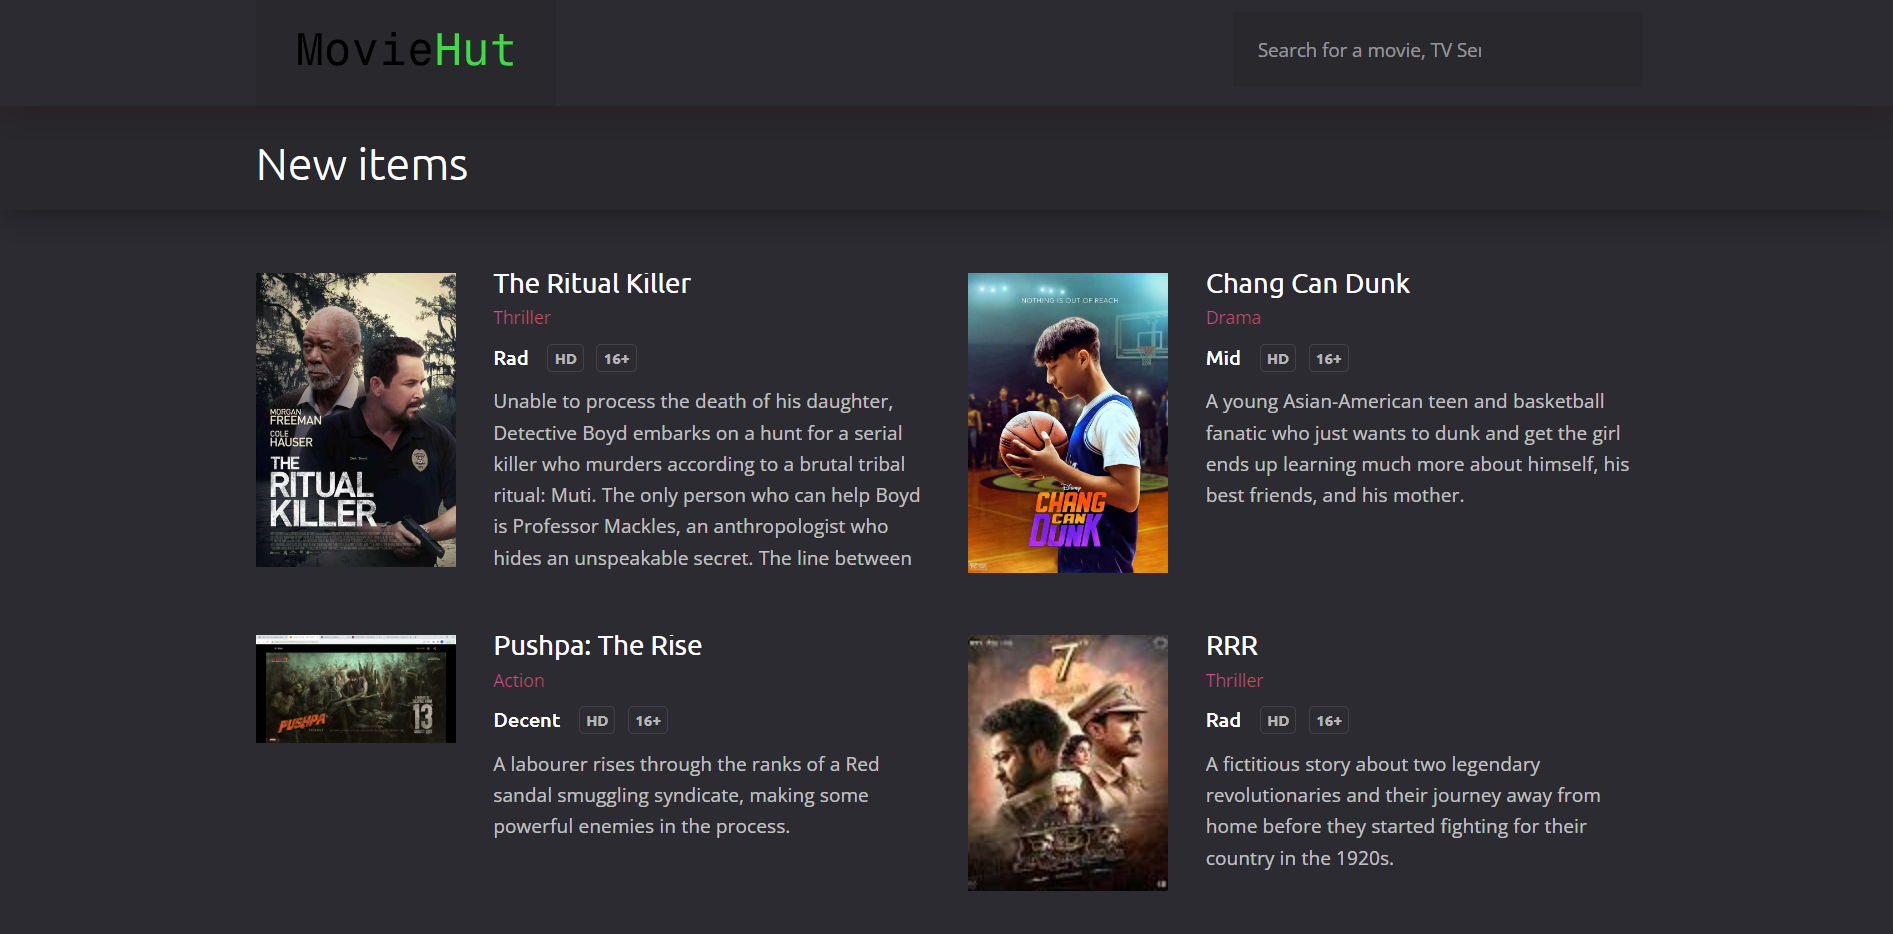 MovieHut
Search for a movie, TV Ser
New items
MORGAN
FREEMAN
COLE
HAUSER
THE
RITUAL
KILLER
The Ritual Killer
Thriller
Rad HD 16+
Unable to process the death of his daughter,
Detective Boyd embarks on a hunt for a serial
killer who murders according to a brutal tribal
ritual: Muti. The only person who can help Boyd
is Professor Mackles, an anthropologist who
hides an unspeakable secret. The line between
NOTHING IS OUT OF REACH
Disney
CHANG
CAN
DUNK
Chang Can Dunk
Drama
Mid HD 16+
A young Asian-American teen and basketball
fanatic who just wants to dunk and get the girl
ends up learning much more about himself, his
best friends, and his mother.
PUSHPA
13
Pushpa: The Rise
Action
Decent HD 16+
A labourer rises through the ranks of a Red
sandal smuggling syndicate, making some
powerful enemies in the process.
7
RRR
Thriller
Rad HD 16+
A fictitious story about two legendary
revolutionaries and their journey away from
home before they started fighting for their
country in the 1920s.